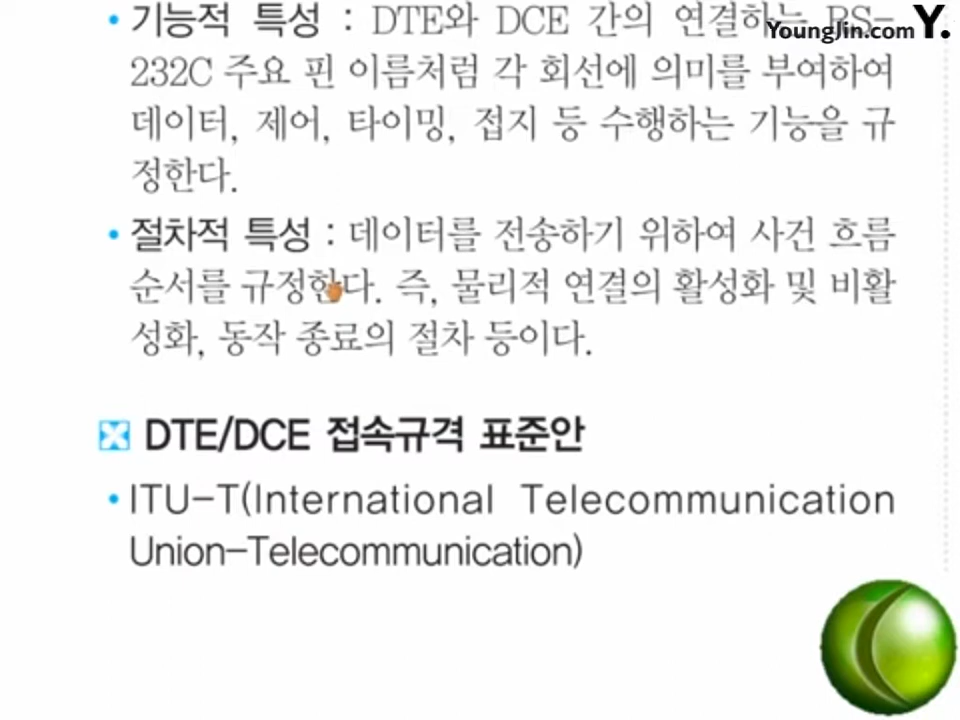 • 기능적 특성 : DTE와 DCE 간의 연결하는 RS-
YoungJin.com Y.
232C 주요 핀 이름처럼 각 회선에 의미를 부여하여
데이터, 제어, 타이밍, 접지 등 수행하는 기능을 규
정한다.
• 절차적 특성 : 데이터를 전송하기 위하여 사건 흐름
순서를 규정한다. 즉, 물리적 연결의 활성화 및 비활
성화, 동작 종료의 절차 등이다.
DTE/DCE 접속규격 표준안
• ITU-T(International Telecommunication
Union-Telecommunication)